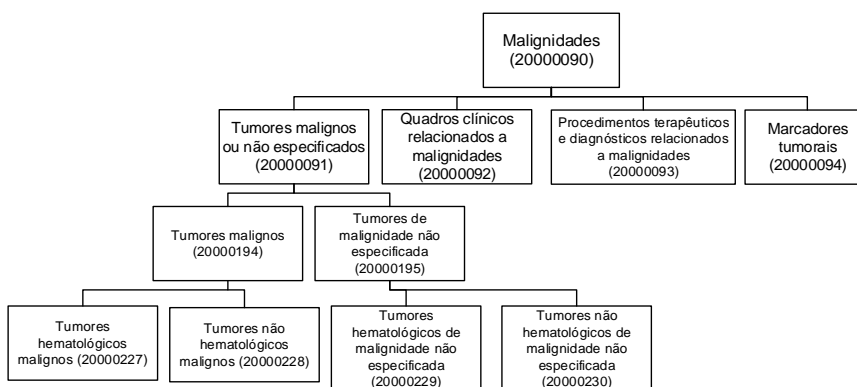 Malignidades
(20000090)
Tumores malignos
ou não especificados
(20000091)
Quadros clínicos
relacionados a
malignidades
(20000092)
Procedimentos terapêuticos
e diagnósticos relacionados
a malignidades
(20000093)
Marcadores
tumorais
(20000094)
Tumores malignos
(20000194)
Tumores de
malignidade não
especificada
(20000195)
Tumores
hematológicos
malignos (20000227)
Tumores não
hematológicos
malignos (20000228)
Tumores
hematológicos de
malignidade não
especificada
(20000229)
Tumores não
hematológicos de
malignidade não
especificada
(20000230)